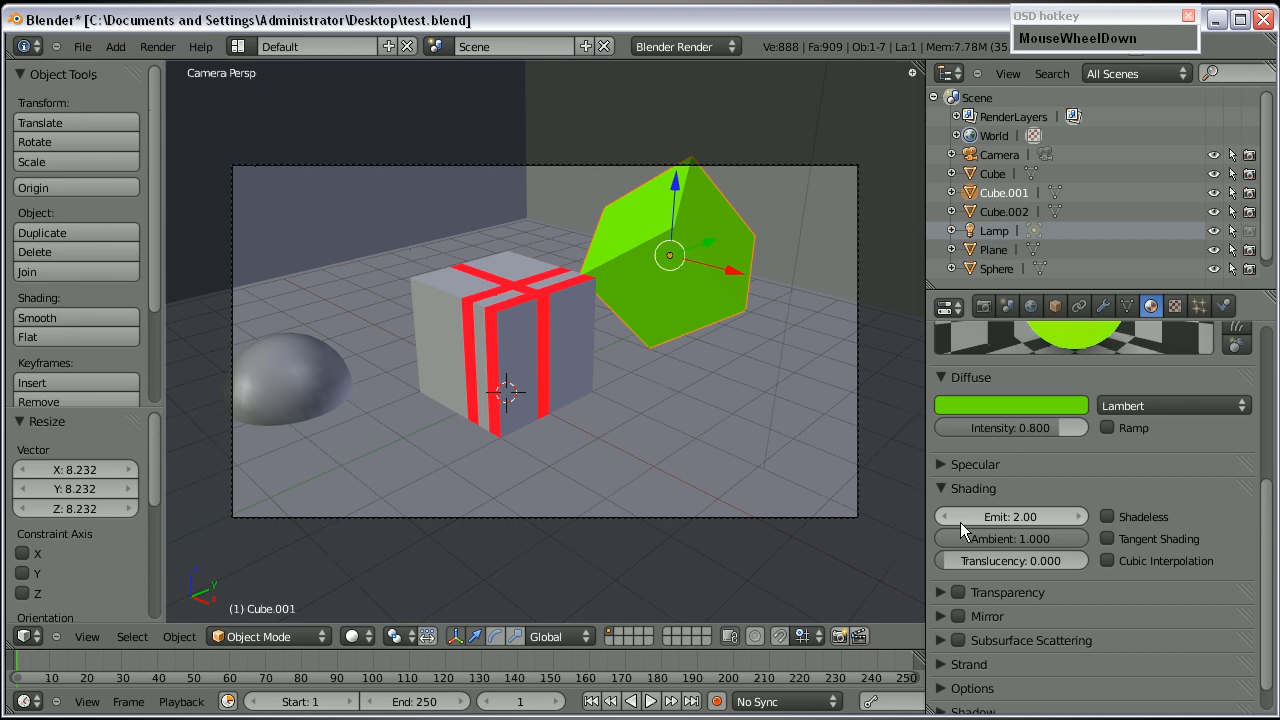 Blender* [C:\Documents and Settings\Administrator\Desktop\test.blend]
OSD hotkey
MouseWheelDown
File Add Render Help Default Scene Blender Render Ve:888 | Fa:909 | Ob:1-7 | La:1 | Mem:7.78M (35
Object Tools
Transform:
Translate
Rotate
Scale
Origin
Object:
Duplicate
Delete
Join
Shading:
Smooth
Flat
Keyframes:
Insert
Remove
Resize
Vector
X: 8.232
Y: 8.232
Z: 8.232
Constraint Axis
X
Y
Z
Orientation
Camera Persp
(1) Cube.001
View Select Object Object Mode Global
10 20 30 40 50 60 70 80 90 100 110 120 130 140 150 160 170 180 190 200 210 220 230 240 250
View Frame Playback Start: 1 End: 250 1 No Sync
View Search All Scenes
Scene
RenderLayers |
World |
Camera |
Cube |
Cube.001 |
Cube.002 |
Lamp |
Plane |
Sphere |
Diffuse
Lambert
Intensity: 0.800 Ramp
Specular
Shading
Emit: 2.00 Shadeless
Ambient: 1.000 Tangent Shading
Translucency: 0.000 Cubic Interpolation
Transparency
Mirror
Subsurface Scattering
Strand
Options
Shadow